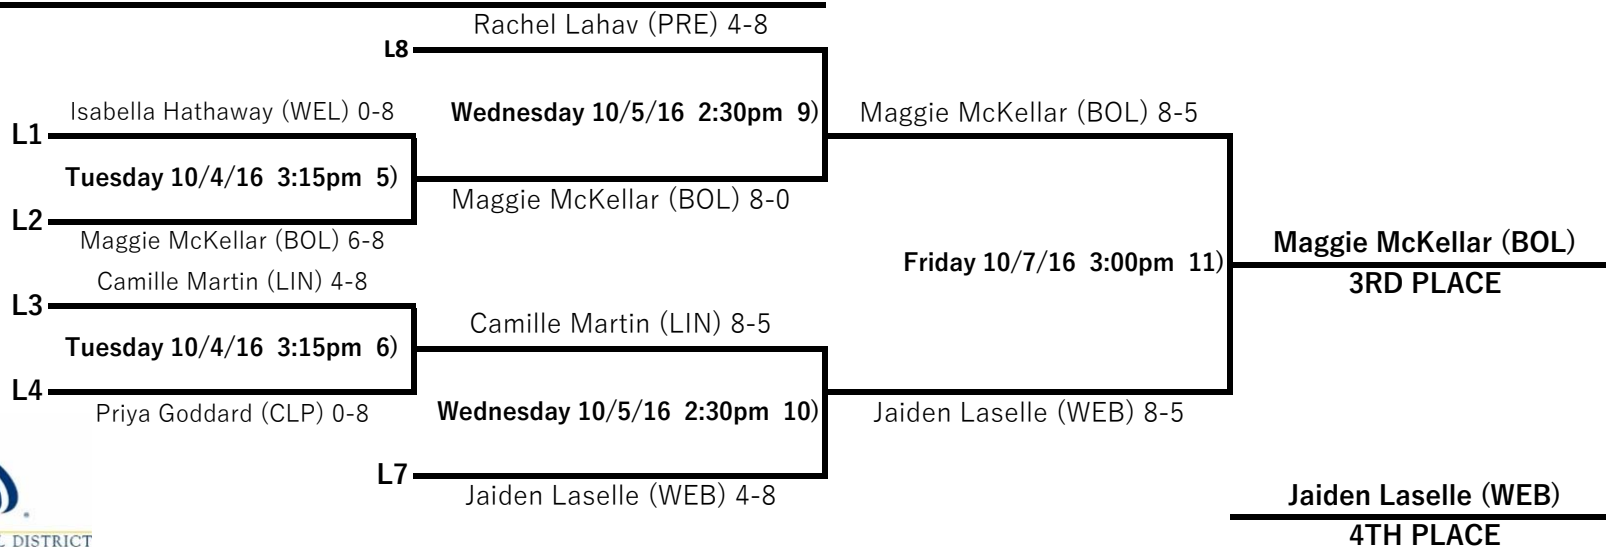 Rachel Lahav (PRE) 4-8
L8
Isabella Hathaway (WEL) 0-8
Wednesday 10/5/16 2:30pm 9)
Maggie McKellar (BOL) 8-5
L1
Tuesday 10/4/16 3:15pm 5)
Maggie McKellar (BOL) 8-0
L2
Maggie McKellar (BOL) 6-8
Maggie McKellar (BOL)
Friday 10/7/16 3:00pm 11)
Camille Martin (LIN) 4-8
3RD PLACE
L3
Camille Martin (LIN) 8-5
Tuesday 10/4/16 3:15pm 6)
L4
Priya Goddard (CLP) 0-8
Wednesday 10/5/16 2:30pm 10)
Jaiden Laselle (WEB) 8-5
L7
Jaiden Laselle (WEB) 4-8
Jaiden Laselle (WEB)
4TH PLACE
DISTRICT